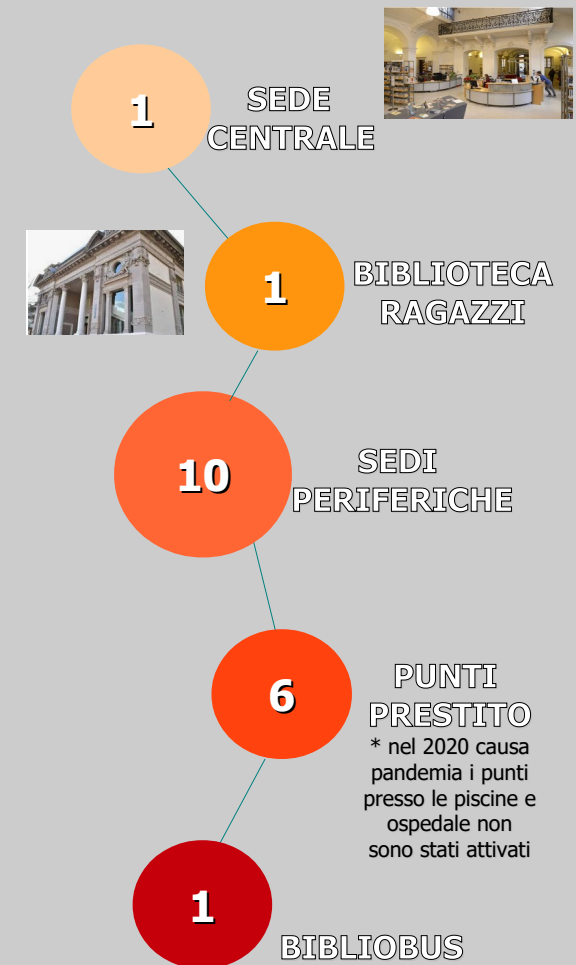 1
SEDE
CENTRALE
1
BIBLIOTECA
RAGAZZI
10
SEDI
PERIFERICHE
6
PUNTI
PRESTITO
* nel 2020 causa
pandemia i punti
presso le piscine e
ospedale non
sono stati attivati
1
BIBLIOBUS